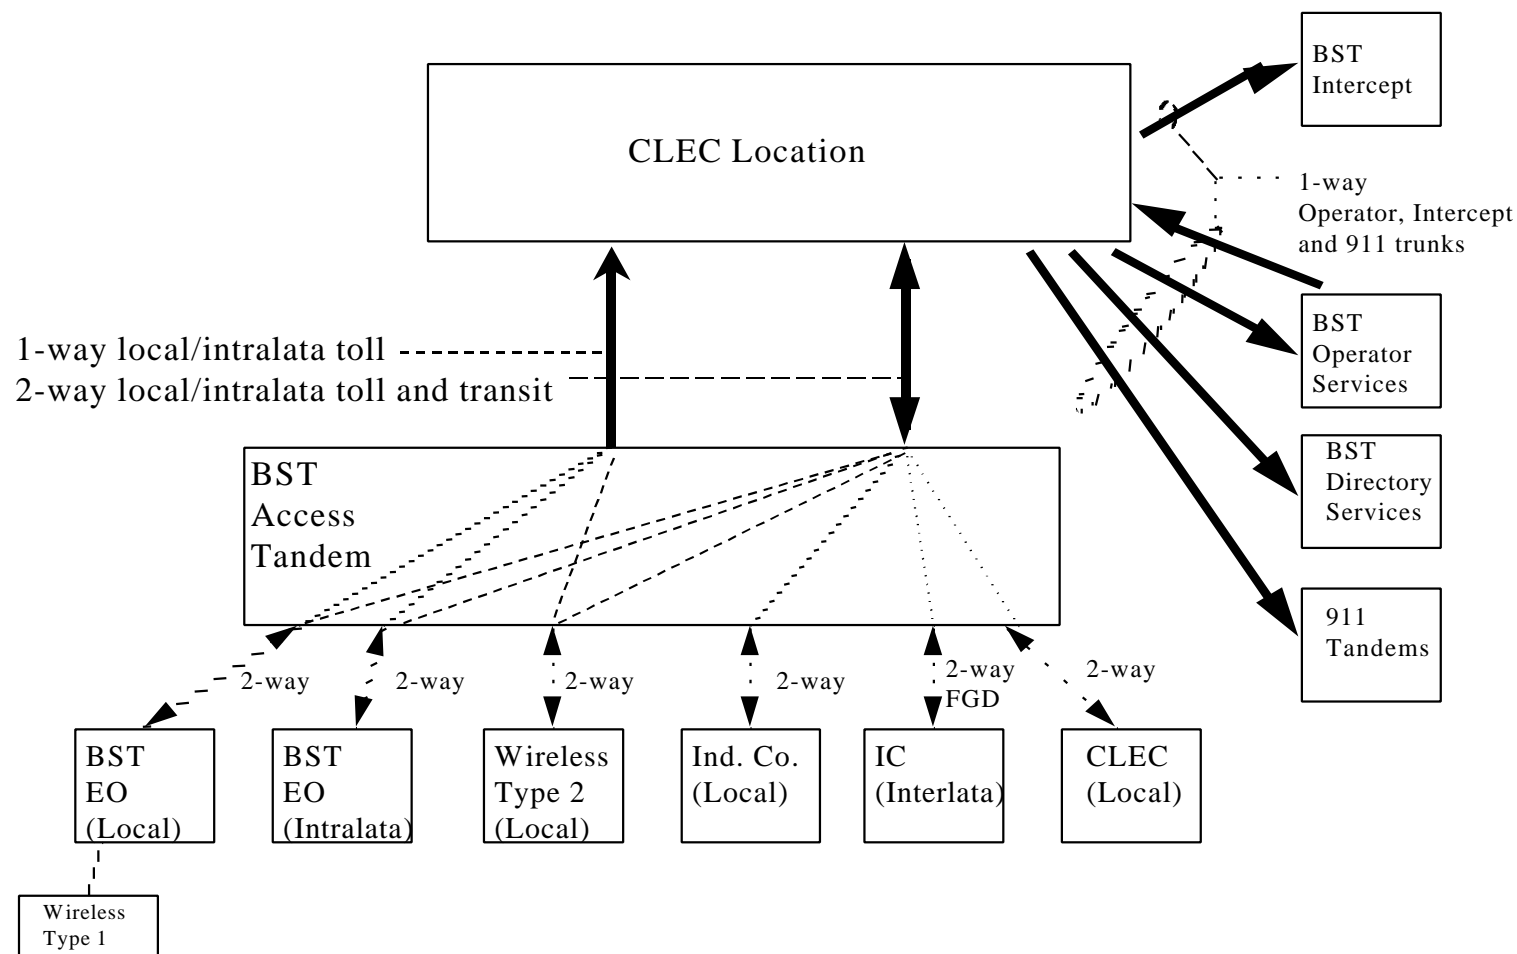 BST
Intercept
CLEC Location
1-way
Operator, Intercept
and 911 trunks
BST
Operator
Services
1-way local/intralata toll
2-way local/intralata toll and transit
BST
Directory
Services
BST
Access
Tandem
911
Tandems
2-way
2-way
2-way
2-way
2-way
FGD
2-way
BST
EO
(Local)
BST
EO
(Intralata)
Wireless
Type 2
(Local)
Ind. Co.
(Local)
IC
(Interlata)
CLEC
(Local)
Wireless
Type 1